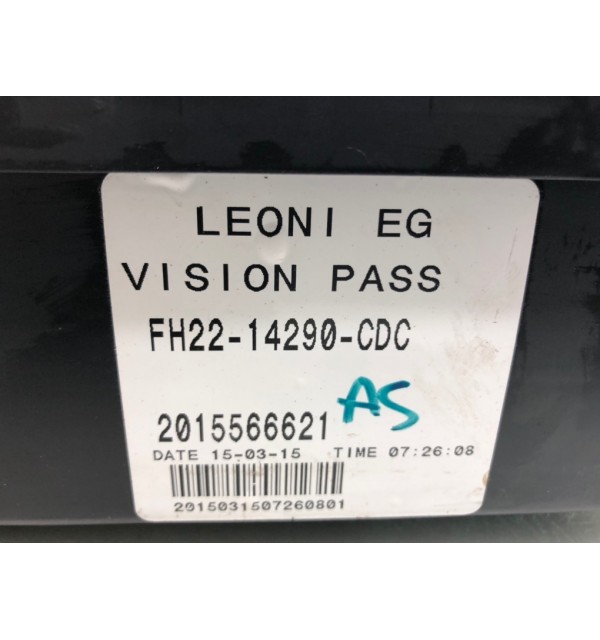 LEONI EG
VISION PASS
FH22-14290-CDC
2015566621 AS
DATE 15-03-15 TIME 07:26:08
2015031507260801